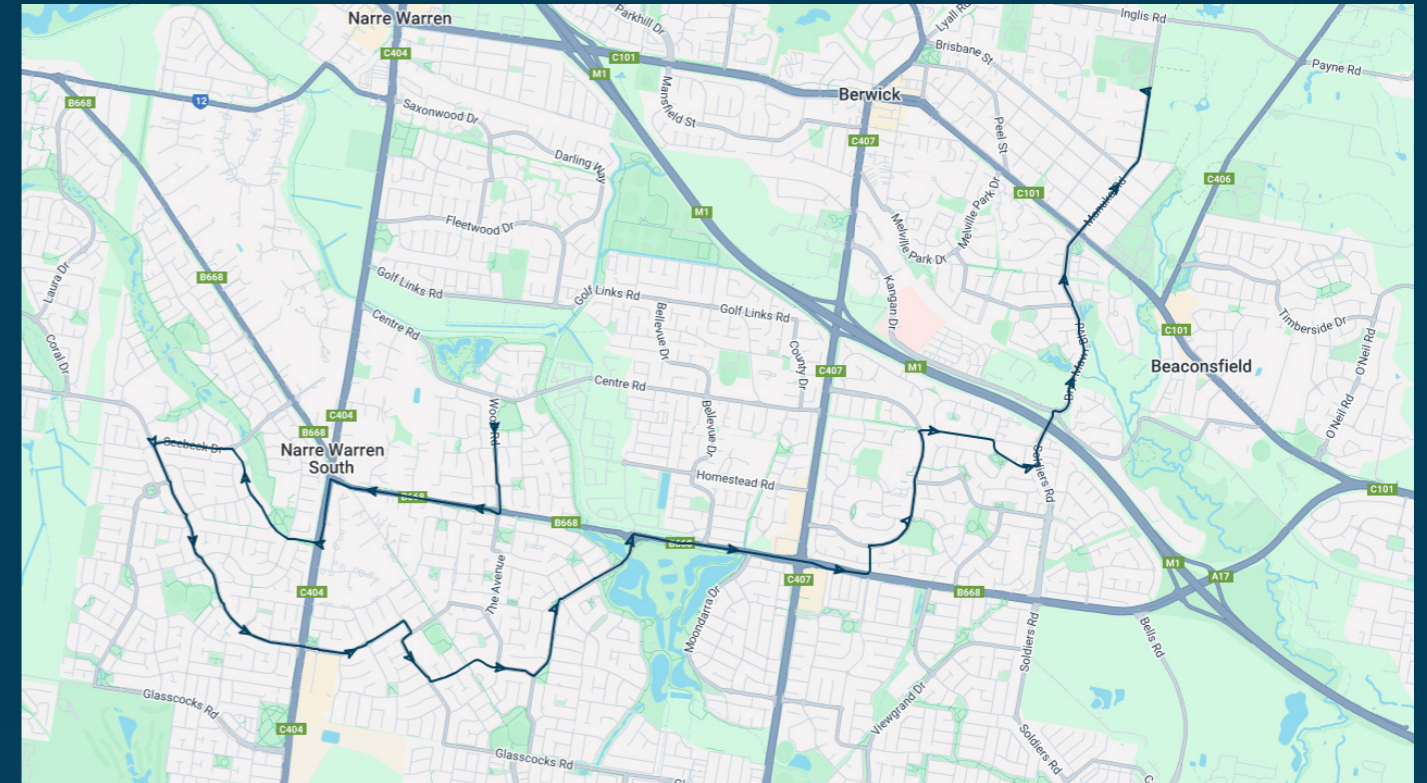 Narre Warren
Parkhill Dr
Lyall Rd
Inglis Rd
C404
C101
M1
Brisbane St
Payne Rd
B668
12
Saxonwood Dr
Mansfield St
Berwick
Peel St
C407
Darling Way
C101
C406
Manuka Rd
M1
Fleetwood Dr
Melville Park Dr
Melville Park Dr
Laura Dr
B668
Golf Links Rd
Golf Links Rd
Golf Links Rd
Kangan Dr
Bellevue Dr
Centre Rd
C101
Timberside Dr
O'Neil Rd
Coral Dr
County Dr
C407
M1
Beaconsfield
Centre Rd
C404
B668
Bellevue Dr
O'Neil Rd
Seebeck Dr
Narre Warren
South
Homestead Rd
Soldiers Rd
C101
B668
B668
B668
The Avenue
C404
C407
B668
M1
A17
Moondarra Dr
Soldiers Rd
Bells Rd
Glasscocks Rd
C404
Viewgrand Dr
Soldiers Rd
Glasscocks Rd